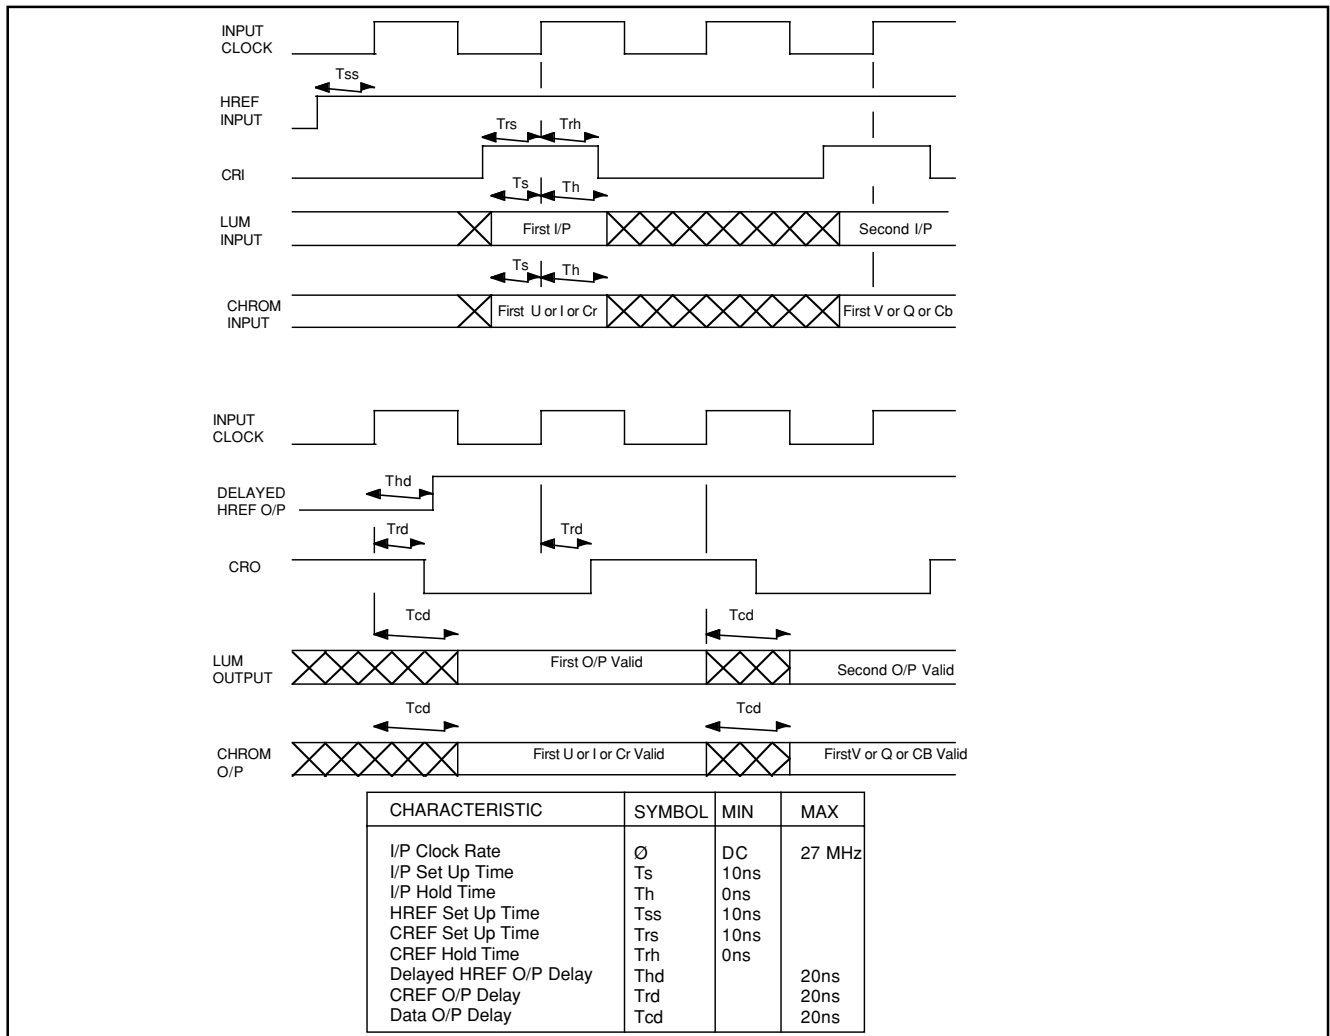 INPUT
CLOCK
Tss
HREF
INPUT
Trs Trh
CRI
Ts Th
LUM
INPUT
First I/P Second I/P
Ts Th
CHROM
INPUT
First U or I or Cr First V or Q or Cb
INPUT
CLOCK
Thd
DELAYED
HREF O/P
Trd Trd
CRO
Tcd Tcd
LUM
OUTPUT
First O/P Valid Second O/P Valid
Tcd Tcd
CHROM
O/P
First U or I or Cr Valid FirstV or Q or CB Valid
CHARACTERISTIC SYMBOL MIN MAX
I/P Clock Rate Ø DC 27 MHz
I/P Set Up Time Ts 10ns
I/P Hold Time Th 0ns
HREF Set Up Time Tss 10ns
CREF Set Up Time Trs 10ns
CREF Hold Time Trh 0ns
Delayed HREF O/P Delay Thd 20ns
CREF O/P Delay Trd 20ns
Data O/P Delay Tcd 20ns